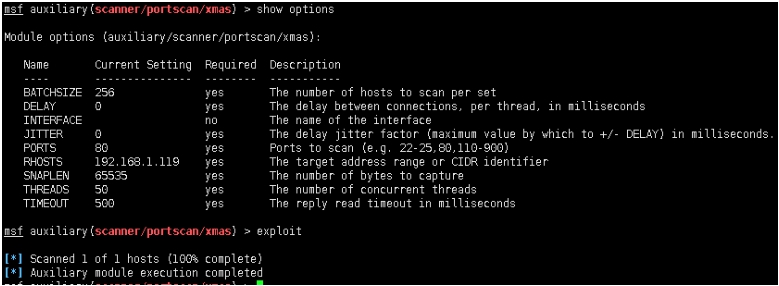 msf auxiliary(scanner/portscan/xmas) > show options
Module options (auxiliary/scanner/portscan/xmas):
Name Current Setting Required Description
---- --------------- -------- -----------
BATCHSIZE 256 yes The number of hosts to scan per set
DELAY 0 yes The delay between connections, per thread, in milliseconds
INTERFACE no The name of the interface
JITTER 0 yes The delay jitter factor (maximum value by which to +/- DELAY) in milliseconds.
PORTS 80 yes Ports to scan (e.g. 22-25,80,110-900)
RHOSTS 192.168.1.119 yes The target address range or CIDR identifier
SNAPLEN 65535 yes The number of bytes to capture
THREADS 50 yes The number of concurrent threads
TIMEOUT 500 yes The reply read timeout in milliseconds
msf auxiliary(scanner/portscan/xmas) > exploit
[*] Scanned 1 of 1 hosts (100% complete)
[*] Auxiliary module execution completed
msf auxiliary(scanner/portscan/xmas) >